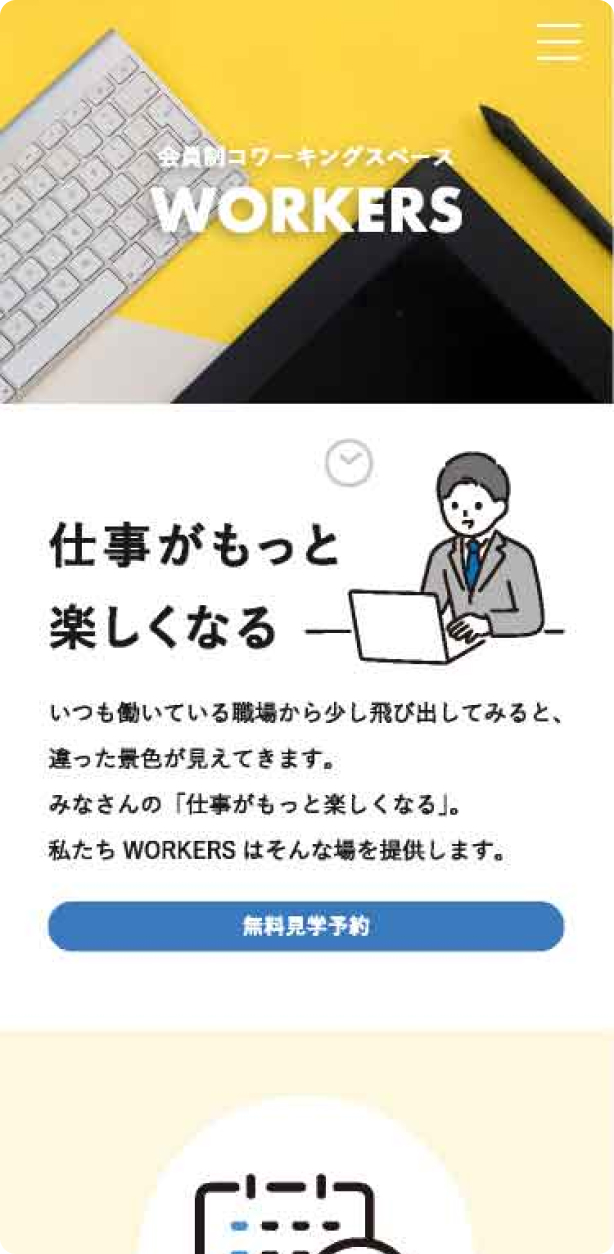 会員制コワーキングスペース
WORKERS
仕事がもっと
楽しくなる
いつも働いている職場から少し飛び出してみると、
違った景色が見えてきます。
みなさんの「仕事がもっと楽しくなる」。
私たち WORKERS はそんな場を提供します。
無料見学予約